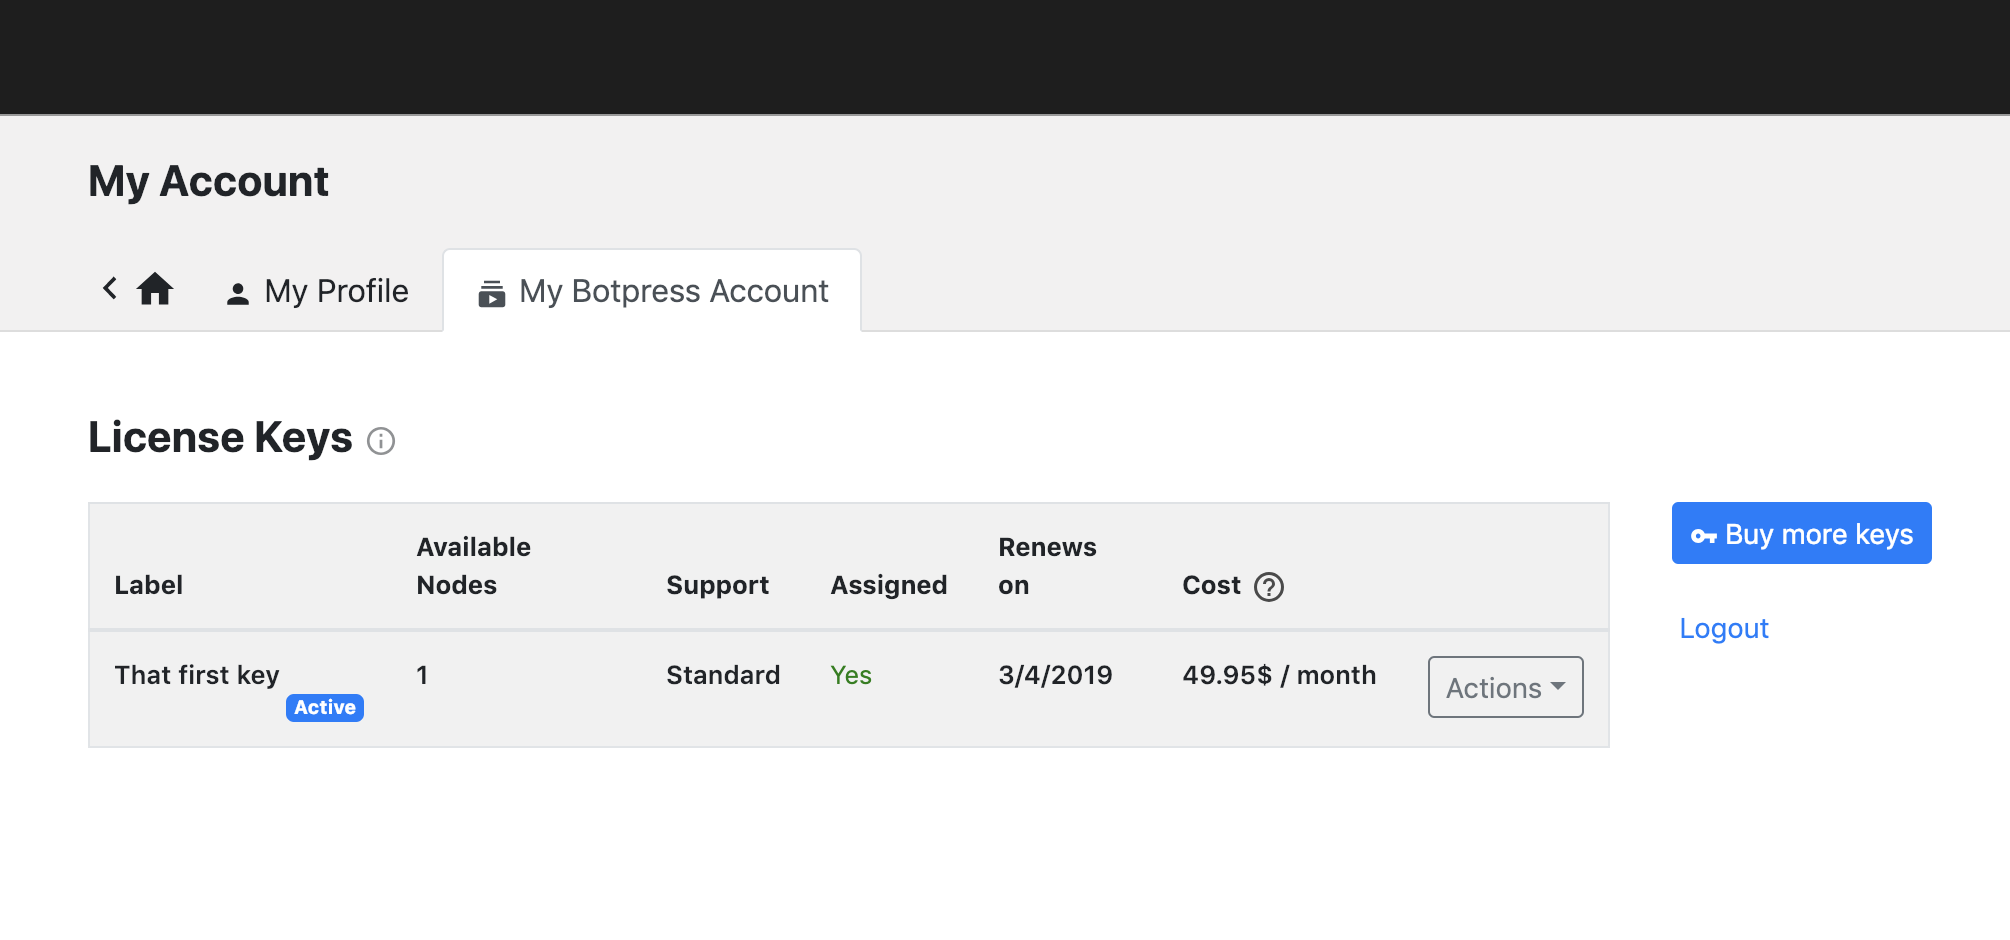 My Account
My Profile
My Botpress Account
License Keys
Label
Available
Nodes
Support
Assigned
Renews
on
Cost
That first key
Active
1
Standard
Yes
3/4/2019
49.95$ / month
Actions
Buy more keys
Logout